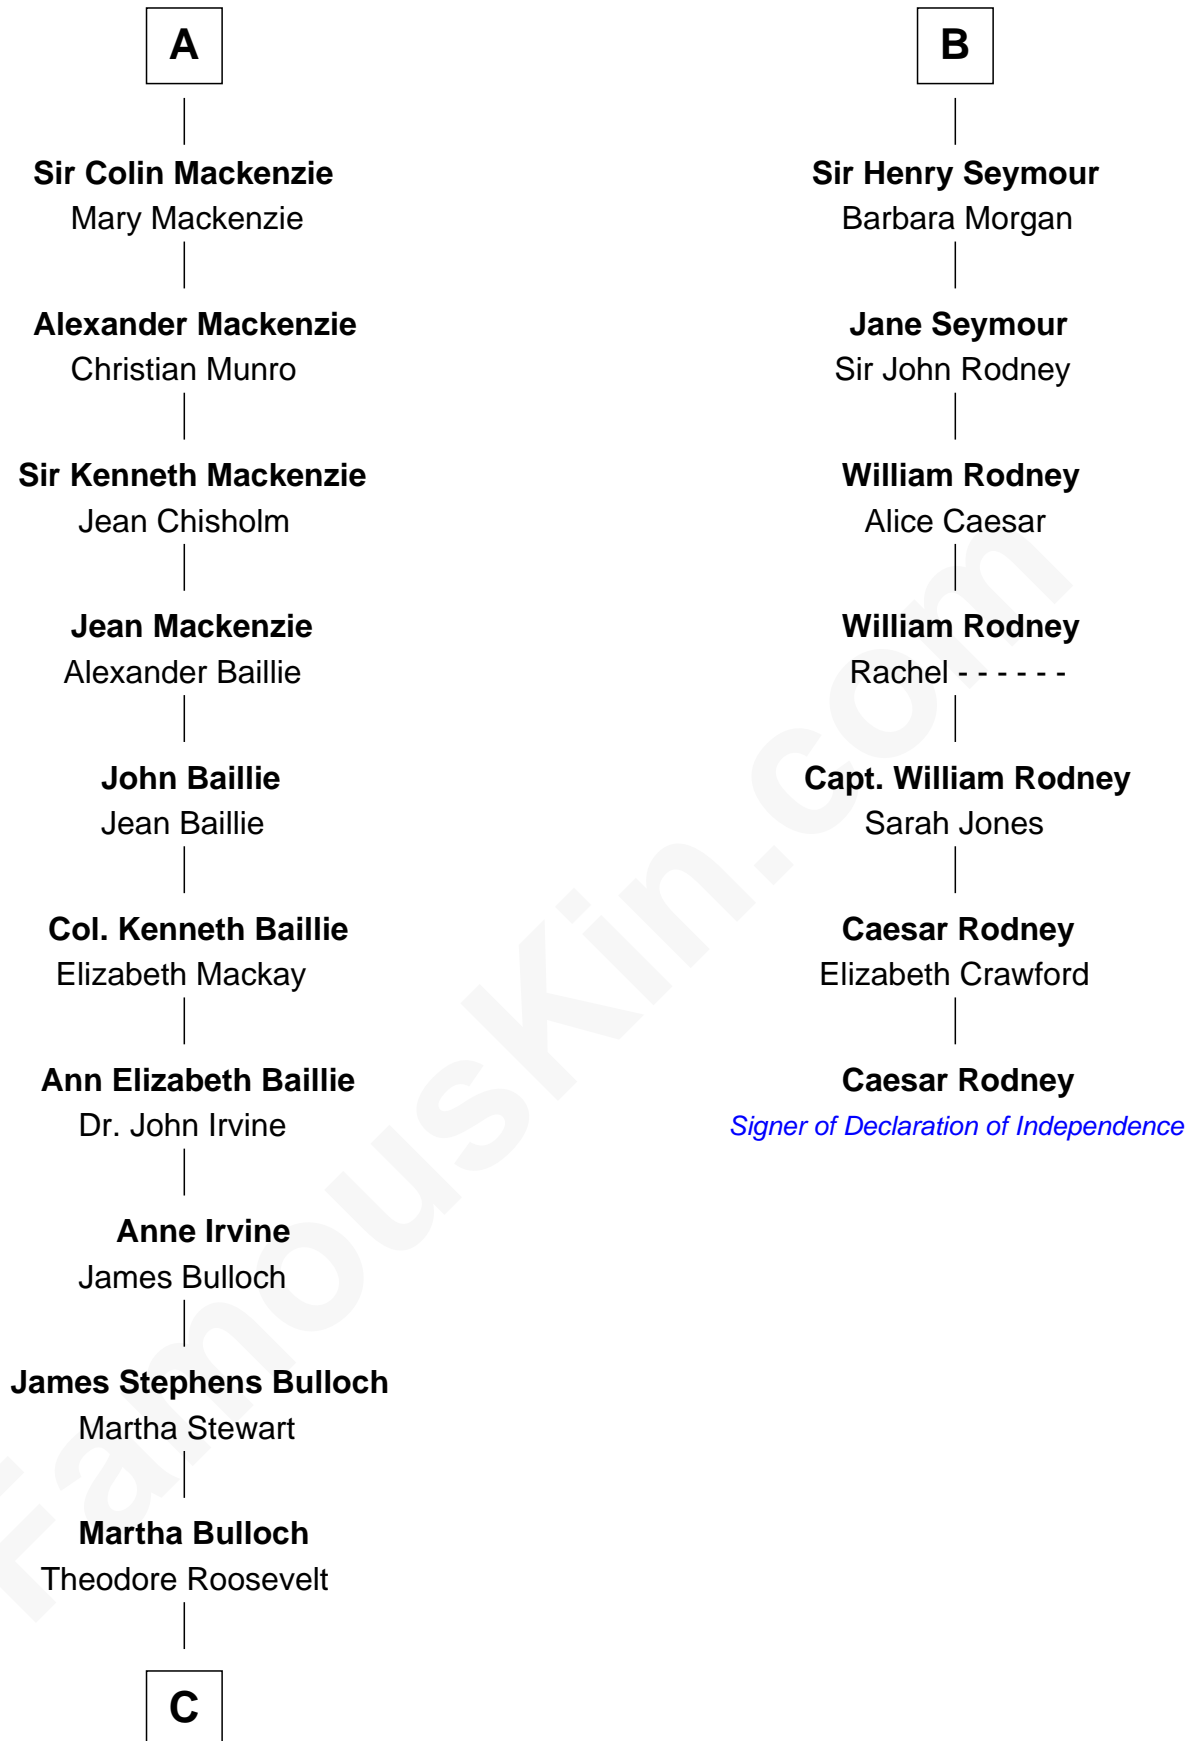 A
Sir Colin Mackenzie
Mary Mackenzie
Alexander Mackenzie
Christian Munro
Sir Kenneth Mackenzie
Jean Chisholm
Jean Mackenzie
Alexander Baillie
John Baillie
Jean Baillie
Col. Kenneth Baillie
Elizabeth Mackay
Ann Elizabeth Baillie
Dr. John Irvine
Anne Irvine
James Bulloch
James Stephens Bulloch
Martha Stewart
Martha Bulloch
Theodore Roosevelt
C
B
Sir Henry Seymour
Barbara Morgan
Jane Seymour
Sir John Rodney
William Rodney
Alice Caesar
William Rodney
Rachel - - - - - -
Capt. William Rodney
Sarah Jones
Caesar Rodney
Elizabeth Crawford
Caesar Rodney
Signer of Declaration of Independence
FamousKin.com